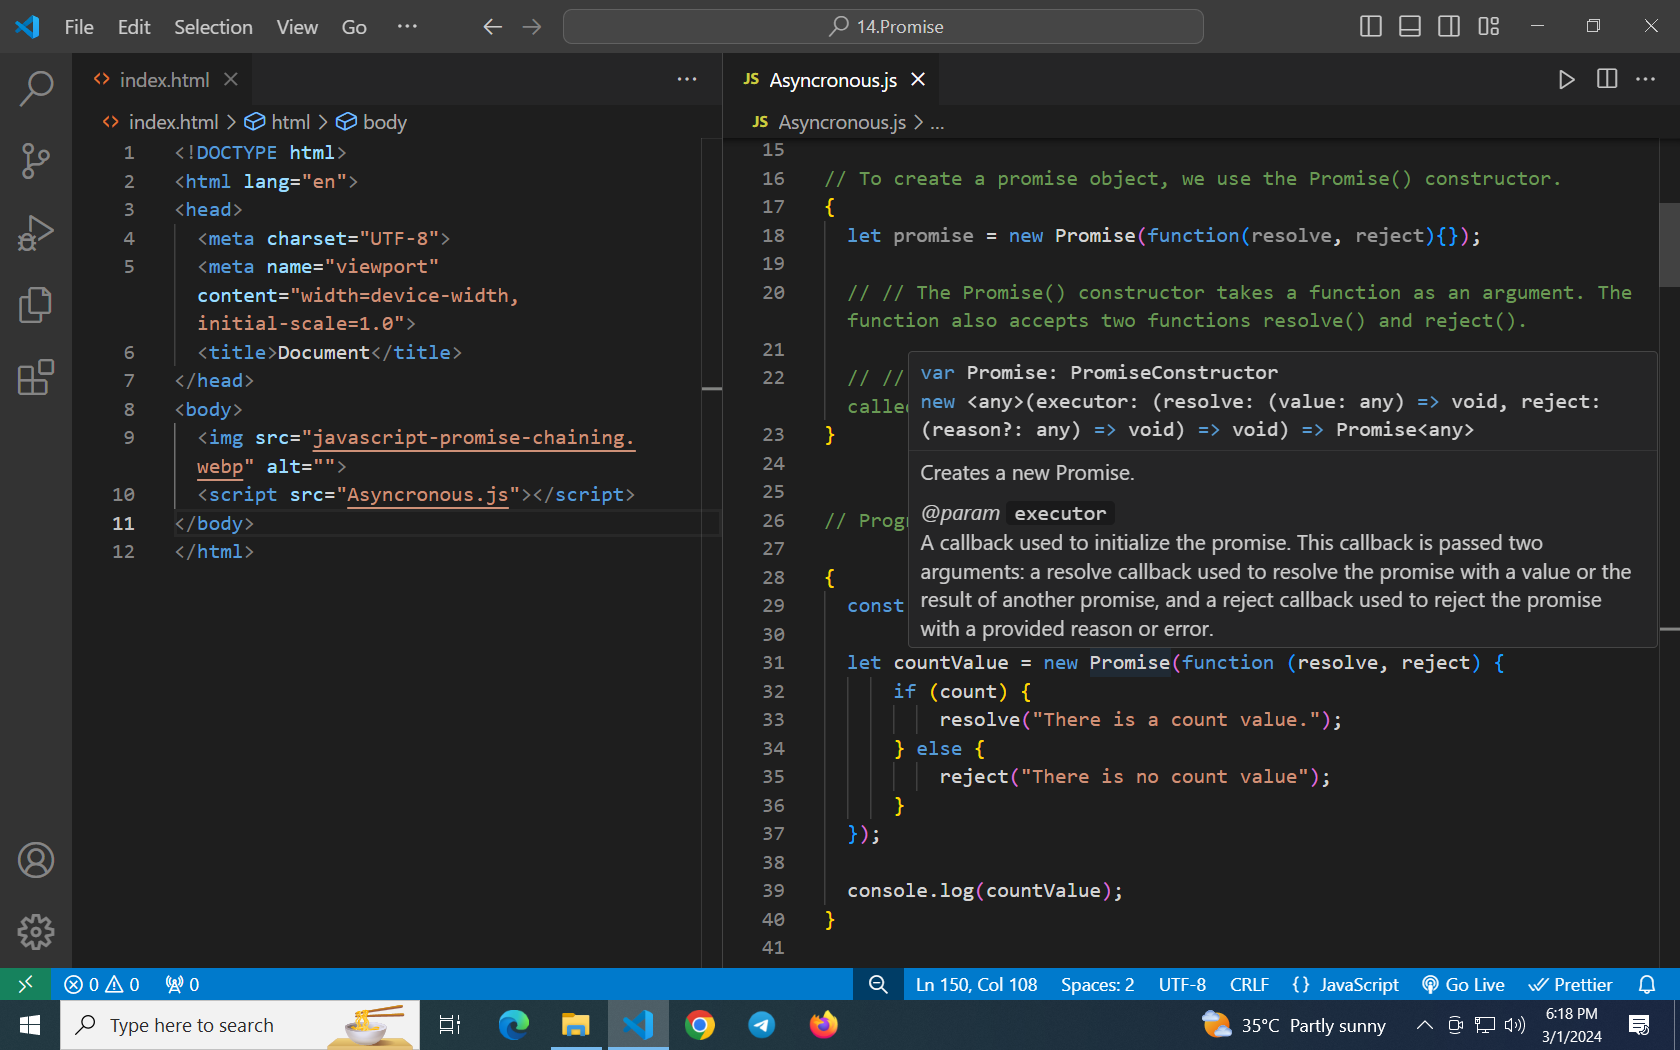 File Edit Selection View Go ··· 14.Promise
index.html
index.html > html > body
1 <!DOCTYPE html>
2 <html lang="en">
3 <head>
4 <meta charset="UTF-8">
5 <meta name="viewport"
content="width=device-width,
initial-scale=1.0">
6 <title>Document</title>
7 </head>
8 <body>
9 <img src="javascript-promise-chaining.
webp" alt="">
10 <script src="Asyncronous.js"></script>
11 </body>
12 </html>
JS Asyncronous.js
JS Asyncronous.js > ...
15
16 // To create a promise object, we use the Promise() constructor.
17 {
18 let promise = new Promise(function(resolve, reject){});
19
20 // // The Promise() constructor takes a function as an argument. The
function also accepts two functions resolve() and reject().
21
22 // //
calle
var Promise: PromiseConstructor
new <any>(executor: (resolve: (value: any) => void, reject:
(reason?: any) => void) => void) => Promise<any>
Creates a new Promise.
@param executor
A callback used to initialize the promise. This callback is passed two
arguments: a resolve callback used to resolve the promise with a value or the
result of another promise, and a reject callback used to reject the promise
with a provided reason or error.
23 }
24
25
26 // Prog
27
28 {
29 const
30
31 let countValue = new Promise(function (resolve, reject) {
32 if (count) {
33 resolve("There is a count value.");
34 } else {
35 reject("There is no count value");
36 }
37 });
38
39 console.log(countValue);
40 }
41
0 0 0 Ln 150, Col 108 Spaces: 2 UTF-8 CRLF {} JavaScript Go Live Prettier
Type here to search 35°C Partly sunny 6:18 PM
3/1/2024